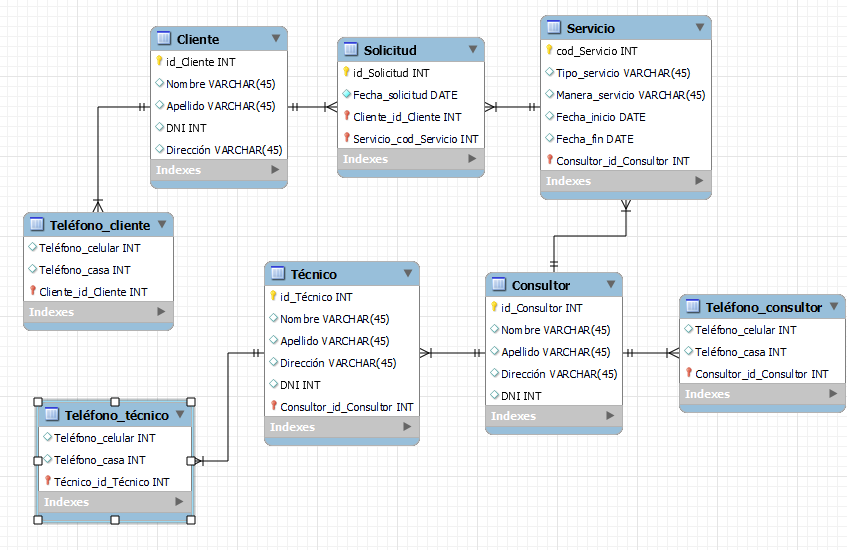 Cliente
id_Cliente INT
Nombre VARCHAR(45)
Apellido VARCHAR(45)
DNI INT
Dirección VARCHAR(45)
Indexes
Solicitud
id_Solicitud INT
Fecha_solicitud DATE
Cliente_id_Cliente INT
Servicio_cod_Servicio INT
Indexes
Servicio
cod_Servicio INT
Tipo_servicio VARCHAR(45)
Manera_servicio VARCHAR(45)
Fecha_inicio DATE
Fecha_fin DATE
Consultor_id_Consultor INT
Indexes
Teléfono_cliente
Teléfono_celular INT
Teléfono_casa INT
Cliente_id_Cliente INT
Indexes
Técnico
id_Técnico INT
Nombre VARCHAR(45)
Apellido VARCHAR(45)
Dirección VARCHAR(45)
DNI INT
Consultor_id_Consultor INT
Indexes
Consultor
id_Consultor INT
Nombre VARCHAR(45)
Apellido VARCHAR(45)
Dirección VARCHAR(45)
DNI INT
Indexes
Teléfono_consultor
Teléfono_celular INT
Teléfono_casa INT
Consultor_id_Consultor INT
Indexes
Teléfono_técnico
Teléfono_celular INT
Teléfono_casa INT
Técnico_id_Técnico INT
Indexes